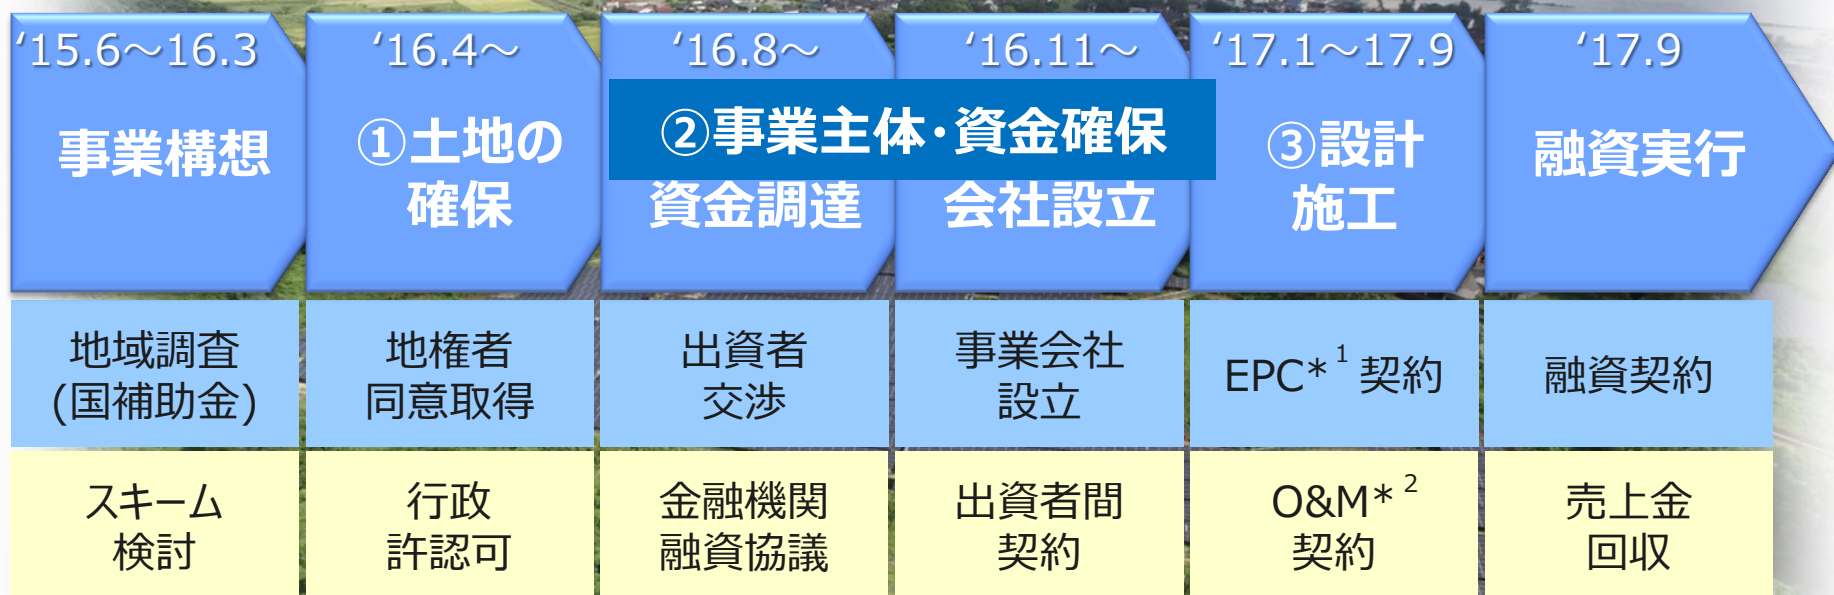 ‘15.6～16.3
事業構想
‘16.4～
①土地の
確保
‘16.8～
‘16.11～
②事業主体・資金確保
資金調達
会社設立
‘17.1～17.9
③設計
施工
‘17.9
融資実行
地域調査
(国補助金)
地権者
同意取得
出資者
交渉
事業会社
設立
EPC*1 契約
融資契約
スキーム
検討
行政
許認可
金融機関
融資協議
出資者間
契約
O&M*2
契約
売上金
回収